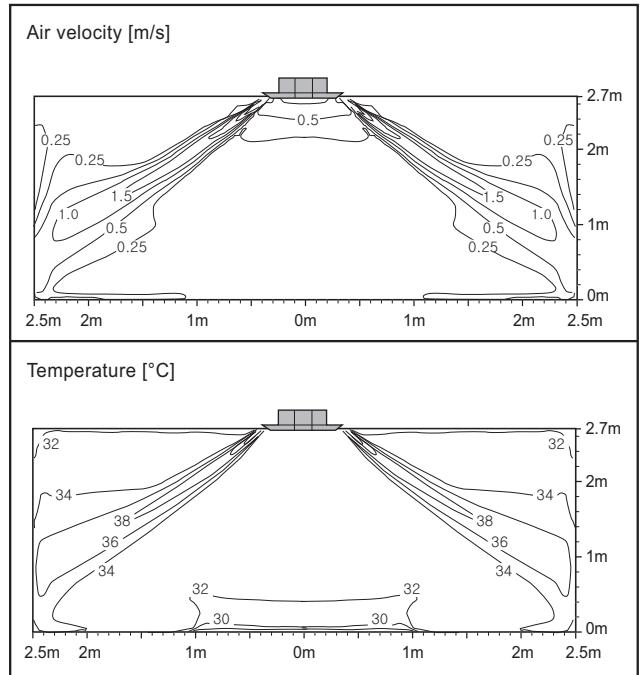 Air velocity [m/s]
2.7m
0.5
0.25 0.25
2m
0.25 0.25
1.5 1.5
1.0 1.0
1m
0.5 0.5
0.25 0.25
0m
2.5m 2m 1m 0m 1m 2m 2.5m
Temperature [°C]
2.7m
32 32
2m
34 34
38 38
36 36
1m
34 34
32 32
30 30
0m
2.5m 2m 1m 0m 1m 2m 2.5m